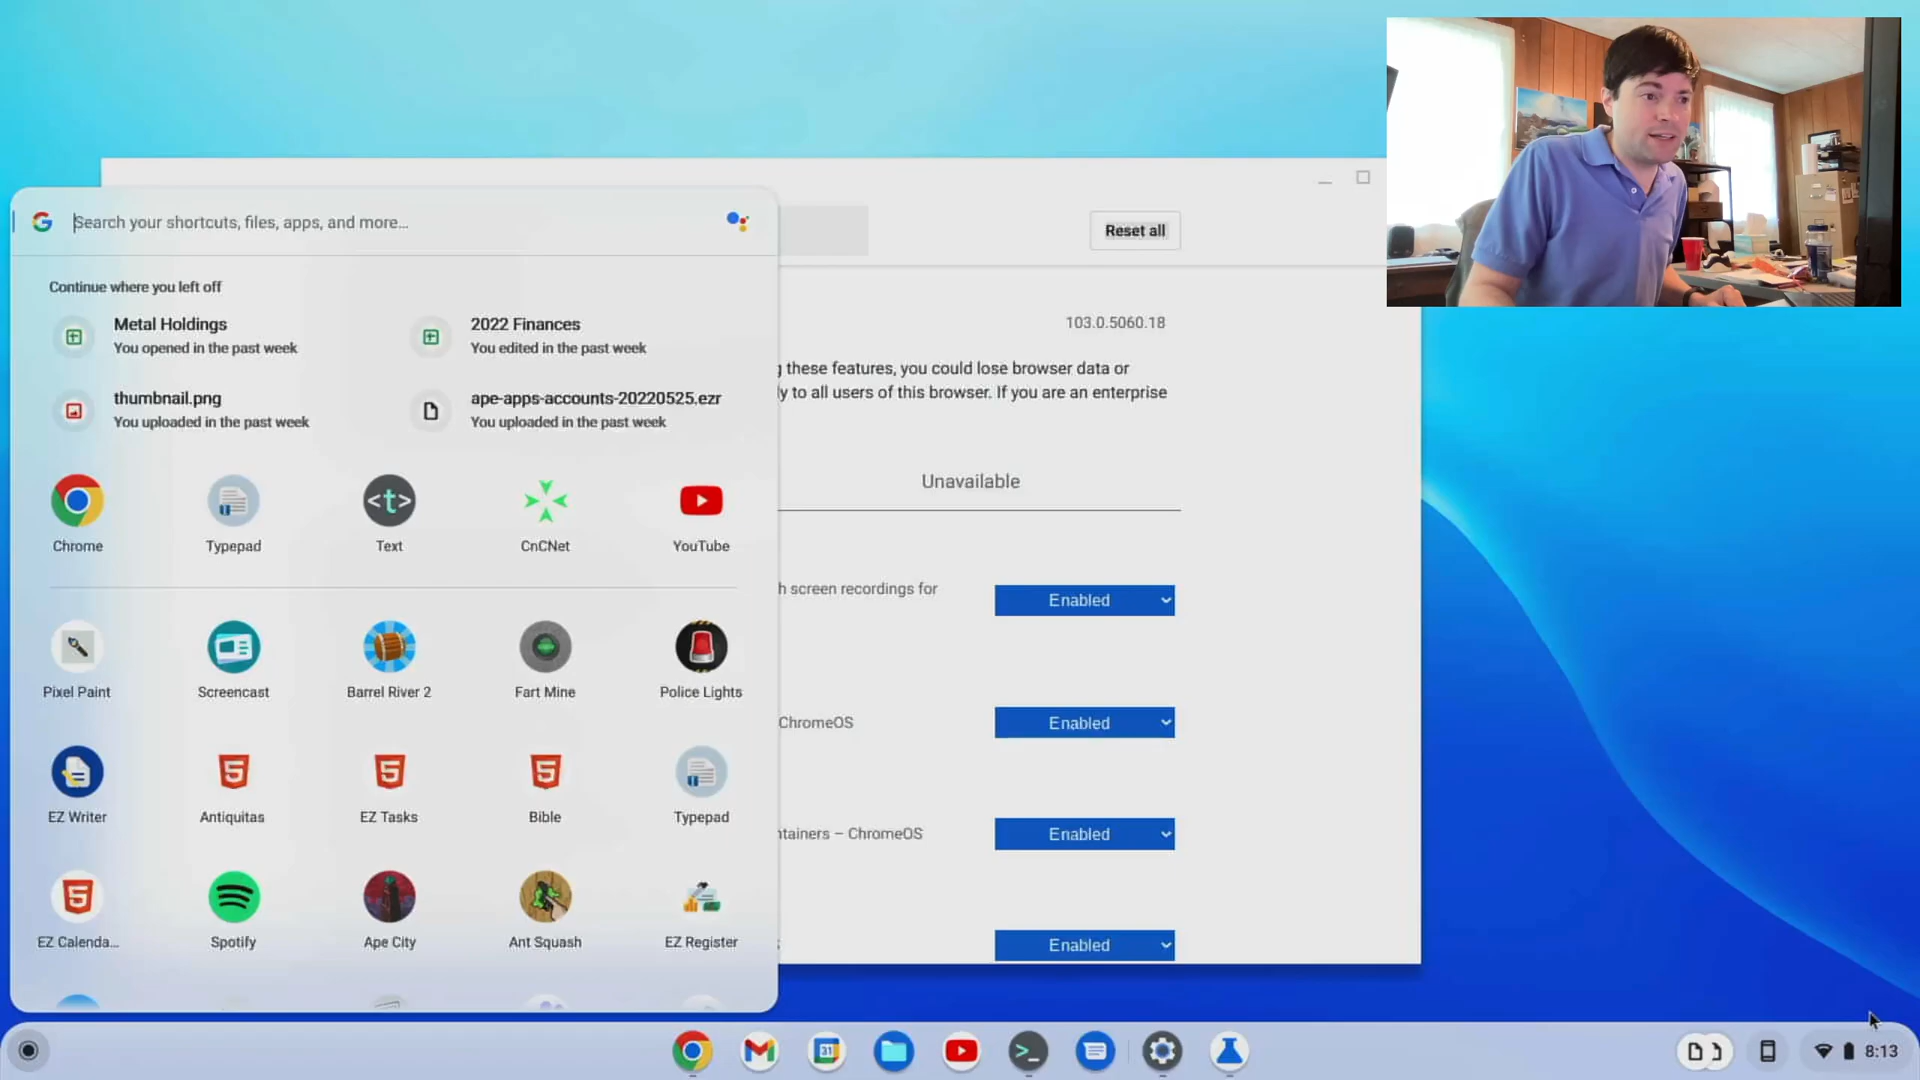 Search your shortcuts, files, apps, and more...
Continue where you left off
Metal Holdings
You opened in the past week
2022 Finances
You edited in the past week
thumbnail.png
You uploaded in the past week
ape-apps-accounts-20220525.ezr
You uploaded in the past week
Chrome
Typepad
<t>
Text
CnCNet
YouTube
Pixel Paint
Screencast
Barrel River 2
Fart Mine
Police Lights
EZ Writer
Antiquitas
EZ Tasks
Bible
Typepad
EZ Calenda...
Spotify
Ape City
Ant Squash
EZ Register
Reset all
103.0.5060.18
these features, you could lose browser data or
to all users of this browser. If you are an enterprise
Unavailable
screen recordings for
Enabled
ChromeOS
Enabled
– ChromeOS
Enabled
Enabled
31
8:13